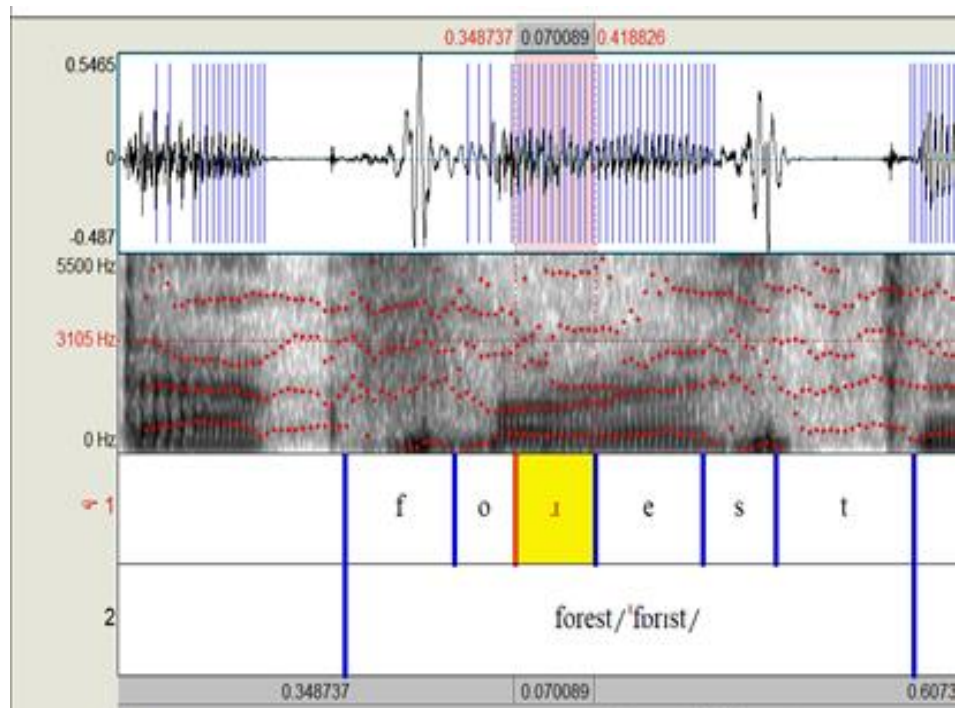 0.348737 0.070089 0.418826
0.5465
0
-0.487
5500 Hz
3105 Hz
0 Hz
1 f o ɹ e s t
2 forest/ˈfɒrɪst/
0.348737 0.070089 0.6073